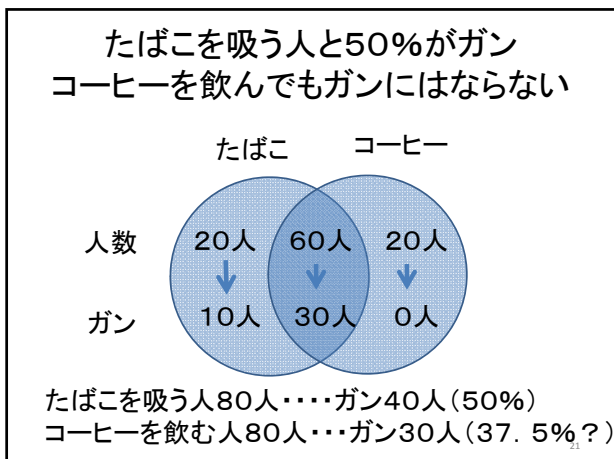 たばこを吸う人と50%がガン
コーヒーを飲んでもガンにはならない
たばこ　コーヒー
人数　20人　60人　20人
ガン　10人　30人　0人
たばこを吸う人80人・・・・ガン40人(50%)
コーヒーを飲む人80人・・・ガン30人(37．5%?)
21